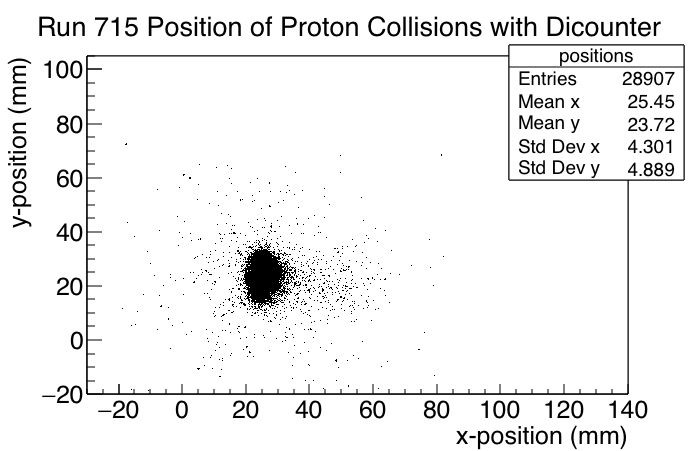 Run 715 Position of Proton Collisions with Dicounter
positions
Entries 28907
Mean x 25.45
Mean y 23.72
Std Dev x 4.301
Std Dev y 4.889
y-position (mm)
100
80
60
40
20
0
−20
−20 0 20 40 60 80 100 120 140
x-position (mm)